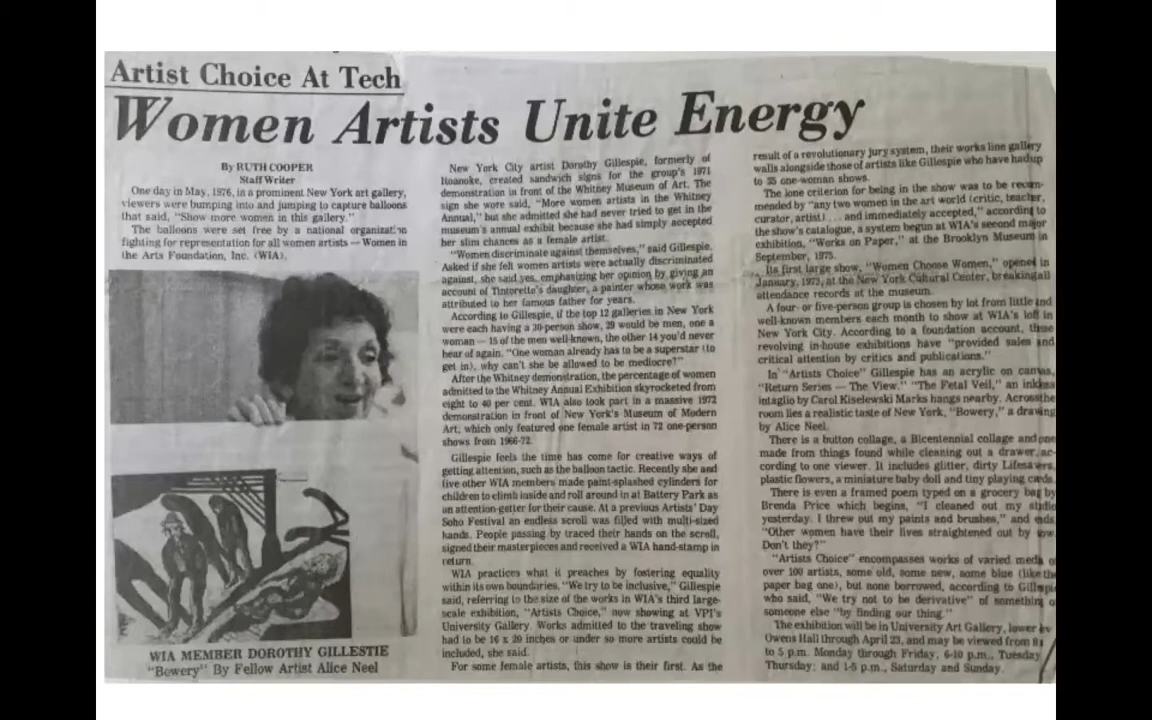 Artist Choice At Tech
Women Artists Unite Energy
By RUTH COOPER
Staff Writer
One day in May, 1976, in a prominent New York art gallery,
viewers were bumping into and jumping to capture balloons
that said, "Show more women in this gallery."
The balloons were set free by a national organization
fighting for representation for all women artists — Women in
the Arts Foundation, Inc. (WIA).
WIA MEMBER DOROTHY GILLESTIE
"Bowery" By Fellow Artist Alice Neel
New York City artist Dorothy Gillespie, formerly of
Roanoke, created sandwich signs for the group's 1971
demonstration in front of the Whitney Museum of Art. The
sign she wore said, "More women artists in the Whitney
Annual," but she admitted she had never tried to get in the
museum's annual exhibit because she had simply accepted
her slim chances as a female artist.
"Women discriminate against themselves," said Gillespie.
Asked if she felt women artists were actually discriminated
against, she said yes, emphasizing her opinion by giving an
account of Tintoretto's daughter, a painter whose work was
attributed to her famous father for years.
According to Gillespie, if the top 12 galleries in New York
were each having a 30-person show, 29 would be men, one a
woman — 15 of the men well-known, the other 14 you'd never
hear of again. "One woman already has to be a superstar (to
get in), why can't she be allowed to be mediocre?"
After the Whitney demonstration, the percentage of women
admitted to the Whitney Annual Exhibition skyrocketed from
eight to 40 per cent. WIA also took part in a massive 1972
demonstration in front of New York's Museum of Modern
Art, which only featured one female artist in 72 one-person
shows from 1966-72.
Gillespie feels the time has come for creative ways of
getting attention, such as the balloon tactic. Recently she and
five other WIA members made paint-splashed cylinders for
children to climb inside and roll around in at Battery Park as
an attention-getter for their cause. At a previous Artists' Day
Soho Festival an endless scroll was filled with multi-sized
hands. People passing by traced their hands on the scroll,
signed their masterpieces and received a WIA hand-stamp in
return.
WIA practices what it preaches by fostering equality
within its own boundaries. "We try to be inclusive," Gillespie
said, referring to the size of the works in WIA's third large-
scale exhibition, "Artists Choice," now showing at VPI's
University Gallery. Works admitted to the traveling show
had to be 16 x 20 inches or under so more artists could be
included, she said.
For some female artists, this show is their first. As the
result of a revolutionary jury system, their works line gallery
walls alongside those of artists like Gillespie who have had up
to 25 one-woman shows.
The lone criterion for being in the show was to be recom-
mended by "any two women in the art world (critic, teacher,
curator, artist) . . . and immediately accepted," according to
the show's catalogue, a system begun at WIA's second major
exhibition, "Works on Paper," at the Brooklyn Museum in
September, 1975.
Its first large show, "Women Choose Women," opened in
January, 1973, at the New York Cultural Center, breaking all
attendance records at the museum.
A four- or five-person group is chosen by lot from little and
well-known members each month to show at WIA's loft in
New York City. According to a foundation account, these
revolving in-house exhibitions have "provided sales and
critical attention by critics and publications."
In "Artists Choice" Gillespie has an acrylic on canvas,
"Return Series — The View." "The Fetal Veil," an inkless
intaglio by Carol Kiselewski Marks hangs nearby. Across the
room lies a realistic taste of New York, "Bowery," a drawing
by Alice Neel.
There is a button collage, a Bicentennial collage and one
made from things found while cleaning out a drawer, ac-
cording to one viewer. It includes glitter, dirty Lifesavers,
plastic flowers, a miniature baby doll and tiny playing cards.
There is even a framed poem typed on a grocery bag by
Brenda Price which begins, "I cleaned out my studio
yesterday. I threw out my paints and brushes," and ends,
"Other women have their lives straightened out by now.
Don't they?"
"Artists Choice" encompasses works of varied media
over 100 artists, some old, some new, some blue (like the
paper bag one), but none borrowed, according to Gillespie
who said, "We try not to be derivative" of something o
someone else "by finding our thing."
The exhibition will be in University Art Gallery, lower
Owens Hall through April 23, and may be viewed from
to 5 p.m. Monday through Friday; 6-10 p.m., Tuesday
Thursday; and 1-5 p.m., Saturday and Sunday.